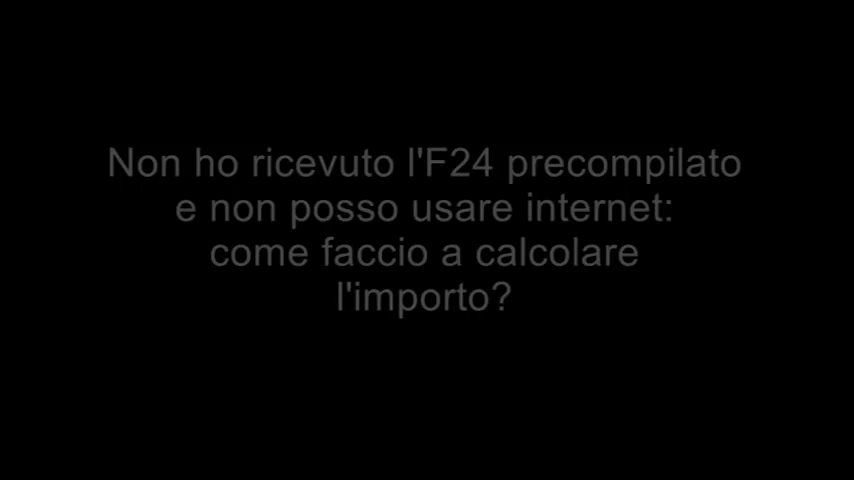 Non ho ricevuto l'F24 precompilato
e non posso usare internet:
come faccio a calcolare
l'importo?